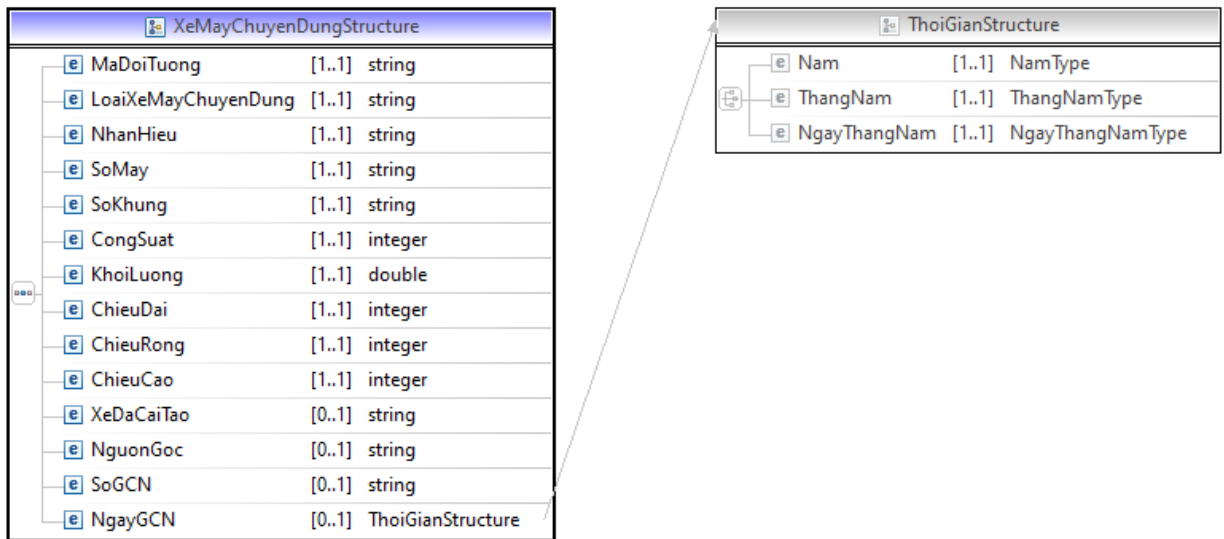 XeMayChuyenDungStructure
MaDoiTuong [1..1] string
LoaiXeMayChuyenDung [1..1] string
NhanHieu [1..1] string
SoMay [1..1] string
SoKhung [1..1] string
CongSuat [1..1] integer
KhoiLuong [1..1] double
ChieuDai [1..1] integer
ChieuRong [1..1] integer
ChieuCao [1..1] integer
XeDaCaiTao [0..1] string
NguonGoc [0..1] string
SoGCN [0..1] string
NgayGCN [0..1] ThoiGianStructure
ThoiGianStructure
Nam [1..1] NamType
ThangNam [1..1] ThangNamType
NgayThangNam [1..1] NgayThangNamType